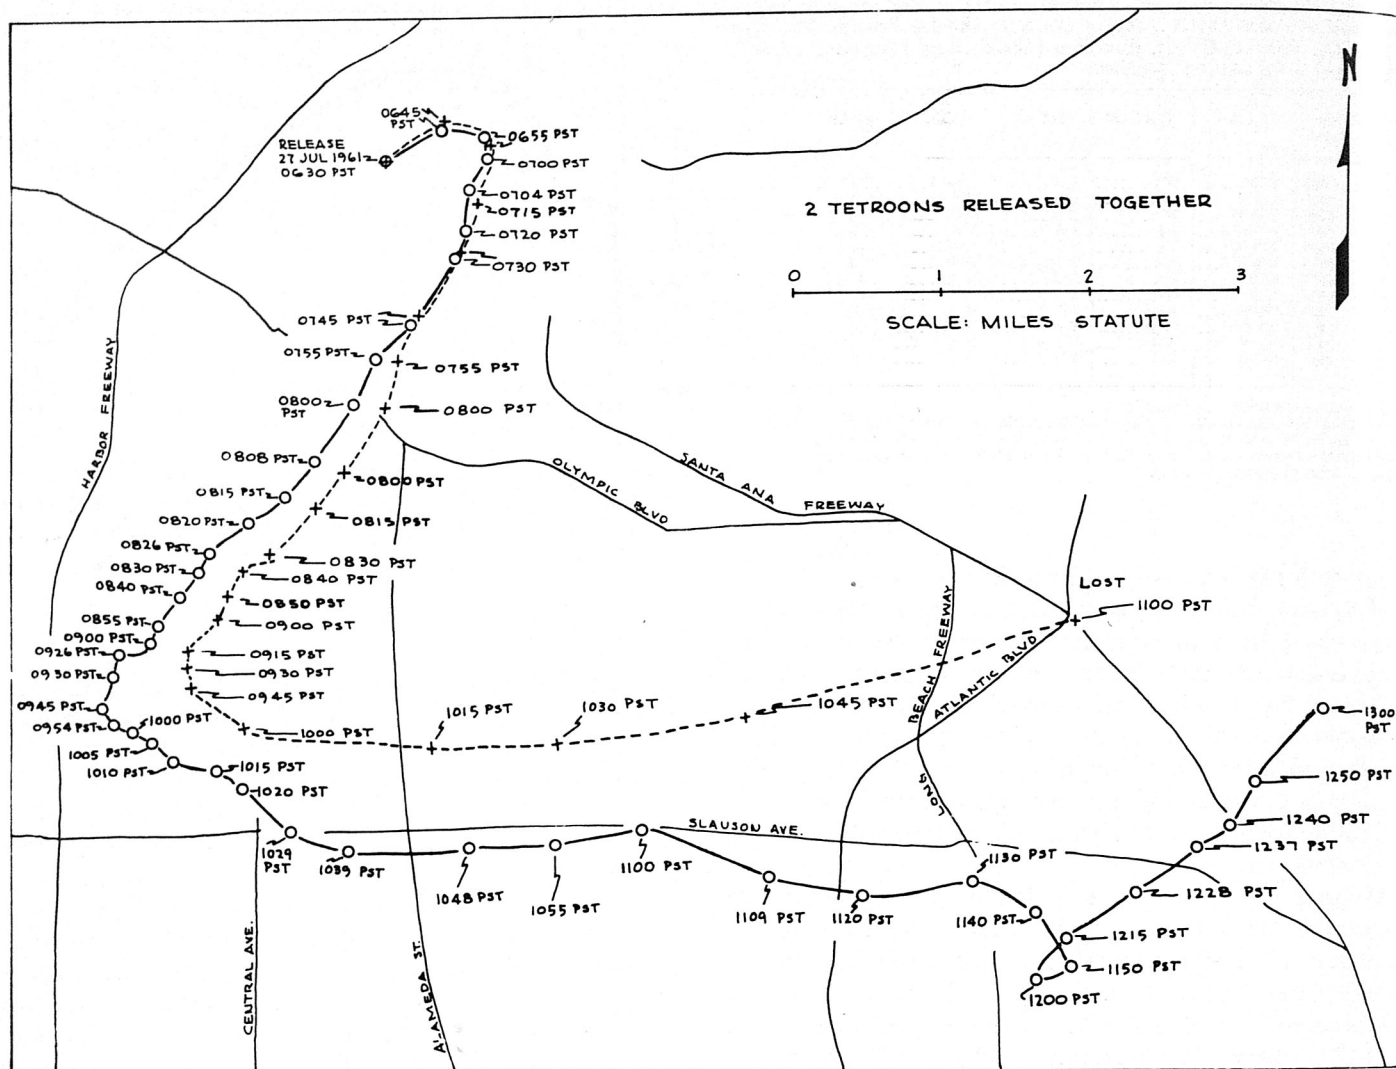 N
0645
PST
0655 PST
RELEASE
27 JUL 1961
0630 PST
0700 PST
0704 PST
0715 PST
0720 PST
0730 PST
2 TETROONS RELEASED TOGETHER
0 1 2 3
SCALE: MILES STATUTE
0745 PST
0755 PST
0755 PST
0800
PST
0800 PST
HARBOR FREEWAY
0808 PST
0800 PST
OLYMPIC BLVD
SANTA ANA FREEWAY
0815 PST
0815 PST
0820 PST
0826 PST
0830 PST
0830 PST
0840 PST
0840 PST
0850 PST
0855 PST
0900 PST
0900 PST
0926 PST
0915 PST
0930 PST
0930 PST
0945 PST
0945 PST
0954 PST
1000 PST
1000 PST
1005 PST
1010 PST
1015 PST
1020 PST
1015 PST
1030 PST
1045 PST
LOST
1100 PST
LONG
BEACH FREEWAY
ATLANTIC BLVD
1300
PST
1250 PST
1240 PST
1237 PST
1228 PST
1215 PST
1150 PST
1200 PST
1140 PST
1130 PST
SLAUSON AVE.
1029
PST
1039 PST
1048 PST
1055 PST
1100 PST
1109 PST
1120 PST
CENTRAL AVE.
ALAMEDA ST.